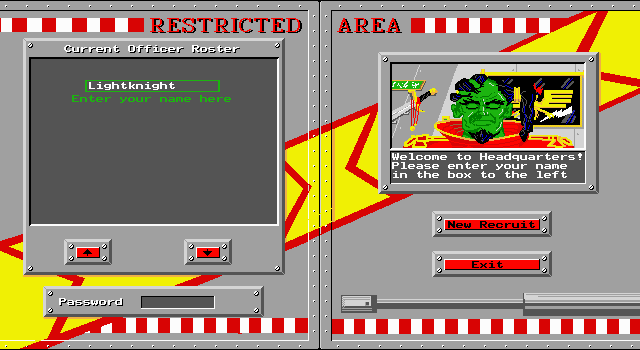 RESTRICTED AREA
Current Officer Roster
Lightknight
Enter your name here
Welcome to Headquarters!
Please enter your name
in the box to the left
New Recruit
Exit
Password